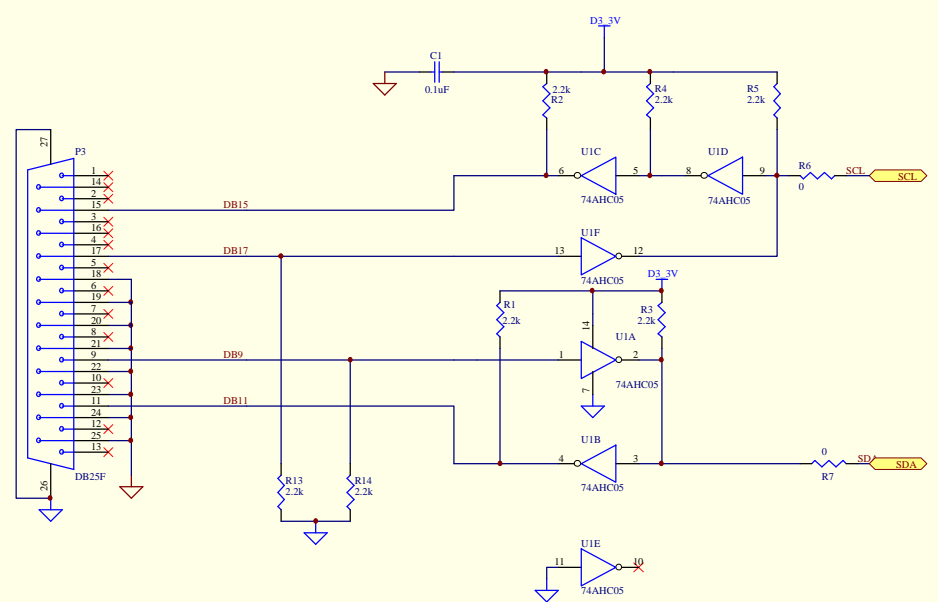 D3_3V
C1
0.1uF
2.2k
R2
R4
2.2k
R5
2.2k
27
P3
U1C
6
5
74AHC05
U1D
8
9
74AHC05
R6
0
SCL
SCL
1
14
2
15
DB15
3
16
4
17
DB17
U1F
13
12
74AHC05
5
18
6
19
7
20
8
21
9
DB9
22
10
23
11
DB11
24
12
25
13
DB25F
26
D3_3V
R1
2.2k
R3
2.2k
14
U1A
1
2
7
74AHC05
U1B
4
3
74AHC05
0
R7
SDA
SDA
R13
2.2k
R14
2.2k
U1E
11
10
74AHC05